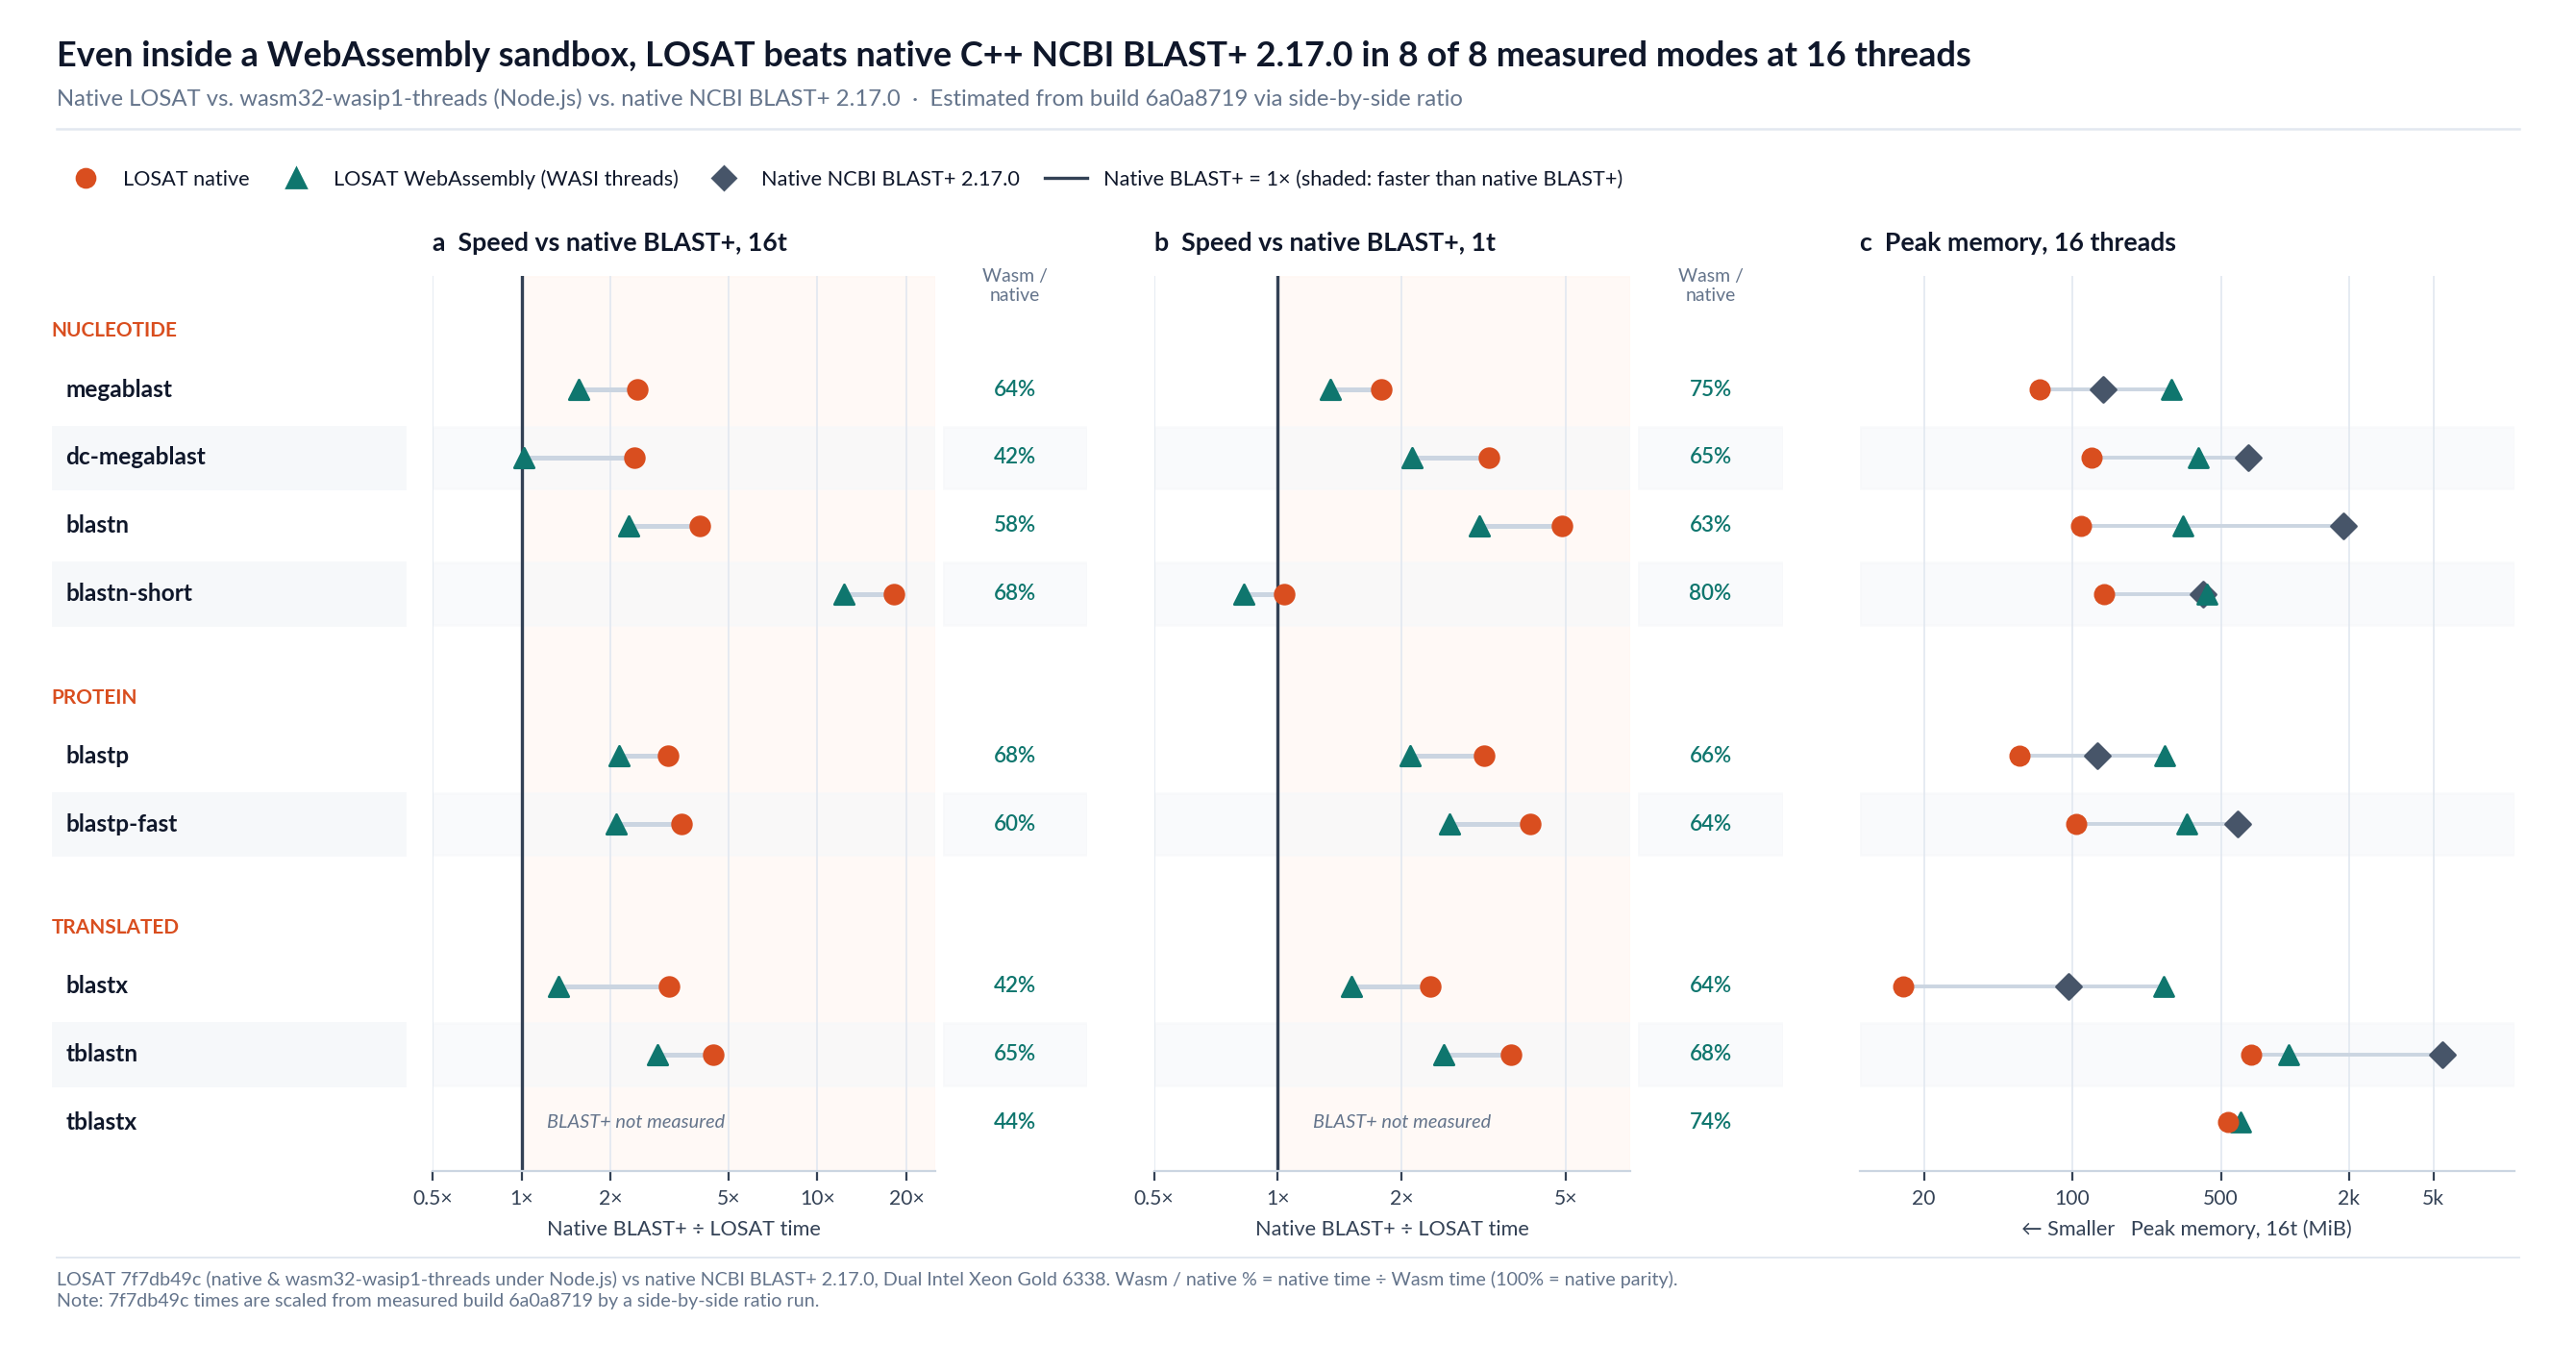 Even inside a WebAssembly sandbox, LOSAT beats native C++ NCBI BLAST+ 2.17.0 in 8 of 8 measured modes at 16 threads
Native LOSAT vs. wasm32-wasip1-threads (Node.js) vs. native NCBI BLAST+ 2.17.0 · Estimated from build 6a0a8719 via side-by-side ratio
LOSAT native
LOSAT WebAssembly (WASI threads)
Native NCBI BLAST+ 2.17.0
Native BLAST+ = 1× (shaded: faster than native BLAST+)
a Speed vs native BLAST+, 16t
b Speed vs native BLAST+, 1t
c Peak memory, 16 threads
Wasm /
native
Wasm /
native
NUCLEOTIDE
megablast 64% 75%
dc-megablast 42% 65%
blastn 58% 63%
blastn-short 68% 80%
PROTEIN
blastp 68% 66%
blastp-fast 60% 64%
TRANSLATED
blastx 42% 64%
tblastn 65% 68%
tblastx BLAST+ not measured 44% BLAST+ not measured 74%
0.5× 1× 2× 5× 10× 20×
0.5× 1× 2× 5×
20 100 500 2k 5k
Native BLAST+ ÷ LOSAT time
Native BLAST+ ÷ LOSAT time
← Smaller Peak memory, 16t (MiB)
LOSAT 7f7db49c (native & wasm32-wasip1-threads under Node.js) vs native NCBI BLAST+ 2.17.0, Dual Intel Xeon Gold 6338. Wasm / native % = native time ÷ Wasm time (100% = native parity).
Note: 7f7db49c times are scaled from measured build 6a0a8719 by a side-by-side ratio run.